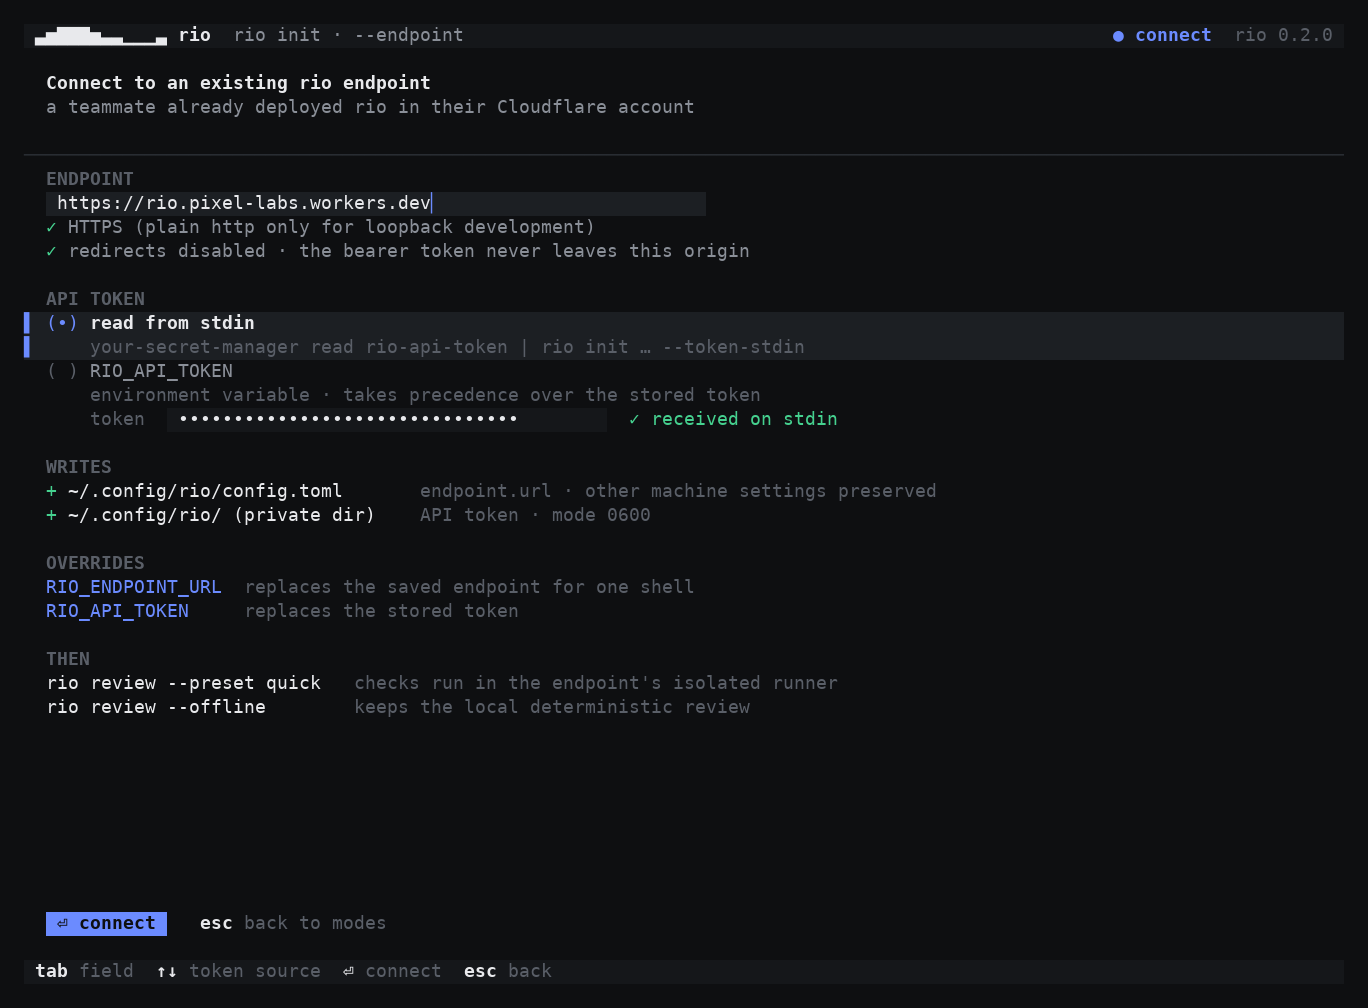 rio rio init · --endpoint ● connect rio 0.2.0
Connect to an existing rio endpoint
a teammate already deployed rio in their Cloudflare account
ENDPOINT
https://rio.pixel-labs.workers.dev
✓ HTTPS (plain http only for loopback development)
✓ redirects disabled · the bearer token never leaves this origin
API TOKEN
(•) read from stdin
your-secret-manager read rio-api-token | rio init … --token-stdin
( ) RIO_API_TOKEN
environment variable · takes precedence over the stored token
token ••••••••••••••••••••••••••••••• ✓ received on stdin
WRITES
+ ~/.config/rio/config.toml endpoint.url · other machine settings preserved
+ ~/.config/rio/ (private dir) API token · mode 0600
OVERRIDES
RIO_ENDPOINT_URL replaces the saved endpoint for one shell
RIO_API_TOKEN replaces the stored token
THEN
rio review --preset quick checks run in the endpoint's isolated runner
rio review --offline keeps the local deterministic review
⏎ connect esc back to modes
tab field ↑↓ token source ⏎ connect esc back